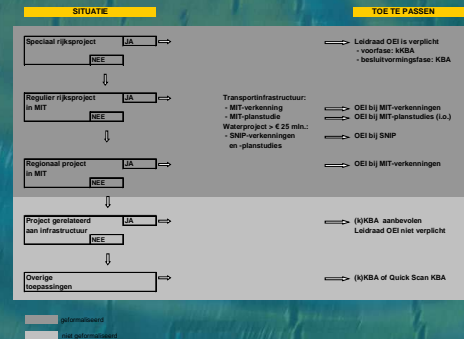 SITUATIE
TOE TE PASSEN
Speciaal rijksproject
JA
NEE
Leidraad OEI is verplicht
- voorfase: kKBA
- besluitvormingsfase: KBA
Regulier rijksproject
in MIT
JA
NEE
Transportinfrastructuur:
- MIT-verkenning
- MIT-planstudie
Waterproject > € 25 mln.:
- SNIP-verkenningen
en -planstudies
OEI bij MIT-verkenningen
OEI bij MIT-planstudies (i.o.)
OEI bij SNIP
Regionaal project
in MIT
JA
NEE
OEI bij MIT-verkenningen
Project gerelateerd
aan infrastructuur
JA
NEE
(k)KBA aanbevolen
Leidraad OEI niet verplicht
Overige
toepassingen
(k)KBA of Quick Scan KBA
geformaliseerd
niet geformaliseerd